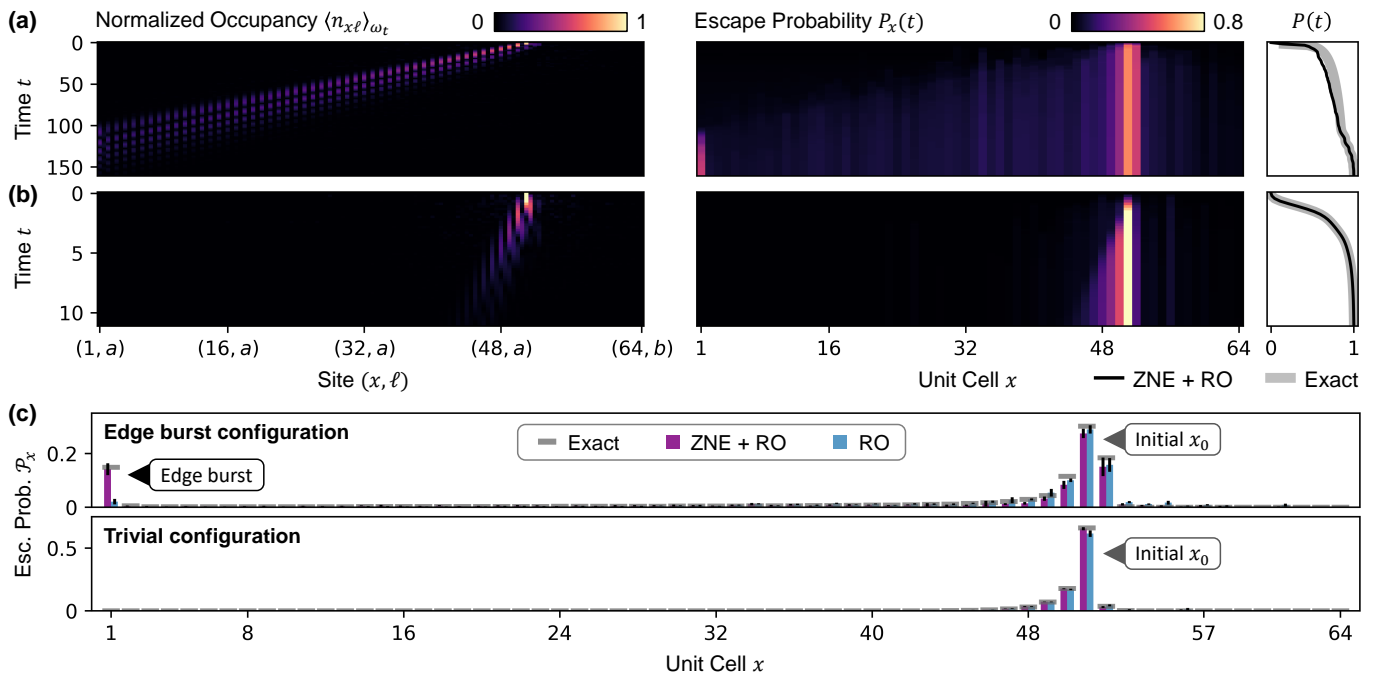 (a)
Normalized Occupancy ⟨n_{xℓ}⟩_{ω_t}
0
1
Escape Probability P_x(t)
0
0.8
P(t)
Time t
0
50
100
150
(b)
Time t
0
5
10
(1, a)
(16, a)
(32, a)
(48, a)
(64, b)
Site (x, ℓ)
1
16
32
48
64
Unit Cell x
0
1
ZNE + RO
Exact
(c)
Esc. Prob. 𝒫_x
Edge burst configuration
Exact
ZNE + RO
RO
Initial x_0
Edge burst
0.2
0
Trivial configuration
Initial x_0
0.5
0
1
8
16
24
32
40
48
57
64
Unit Cell x